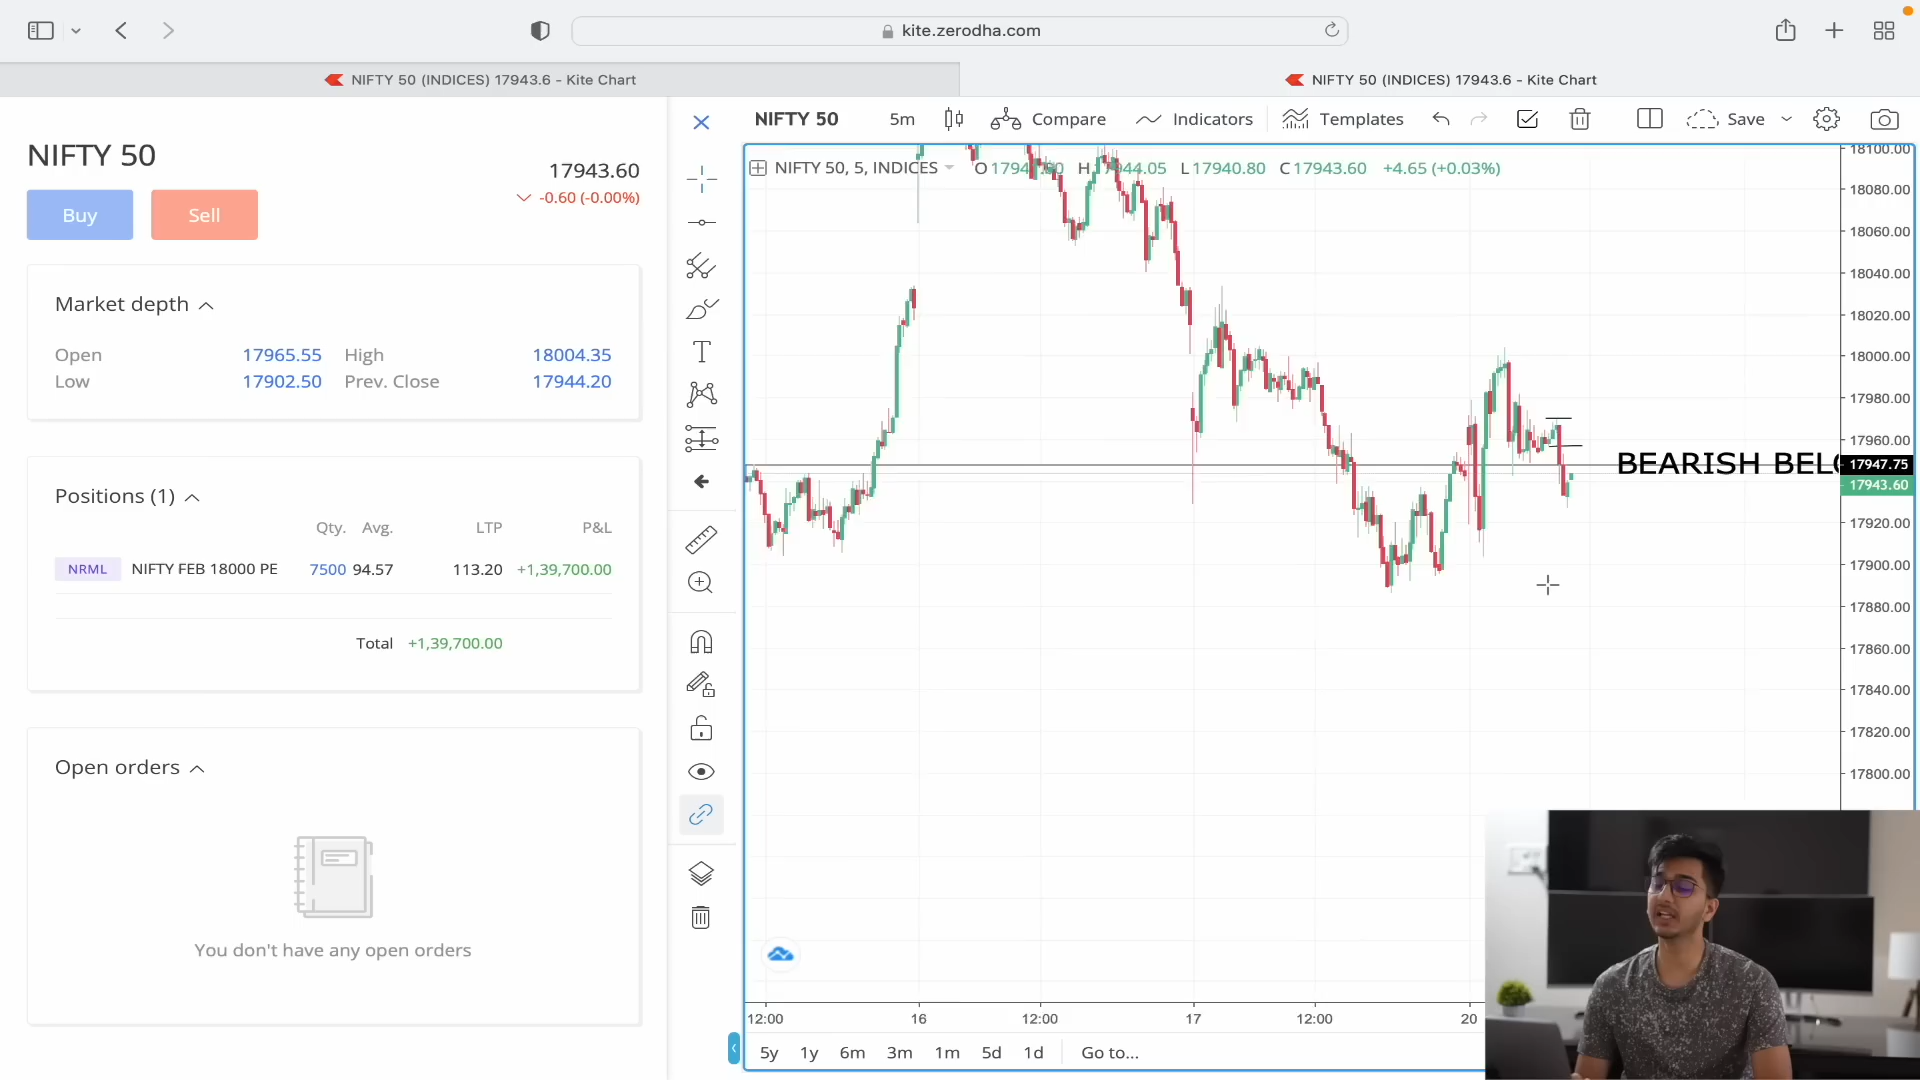 kite.zerodha.com
NIFTY 50 (INDICES) 17943.6 - Kite Chart
NIFTY 50 (INDICES) 17943.6 - Kite Chart
NIFTY 50
17943.60
-0.60 (-0.00%)
Buy
Sell
Market depth
Open 17965.55 High 18004.35
Low 17902.50 Prev. Close 17944.20
Positions (1)
Qty. Avg. LTP P&L
NRML NIFTY FEB 18000 PE 7500 94.57 113.20 +1,39,700.00
Total +1,39,700.00
Open orders
You don't have any open orders
NIFTY 50 5m Compare Indicators Templates Save
NIFTY 50, 5, INDICES H L17940.80 C17943.60 +4.65 (+0.03%)
18100.00
18080.00
18060.00
18040.00
18020.00
18000.00
17980.00
17960.00
BEARISH
17947.75
17943.60
17920.00
17900.00
17880.00
17860.00
17840.00
17820.00
17800.00
12:00 16 12:00 17 12:00 20
5y 1y 6m 3m 1m 5d 1d Go to...